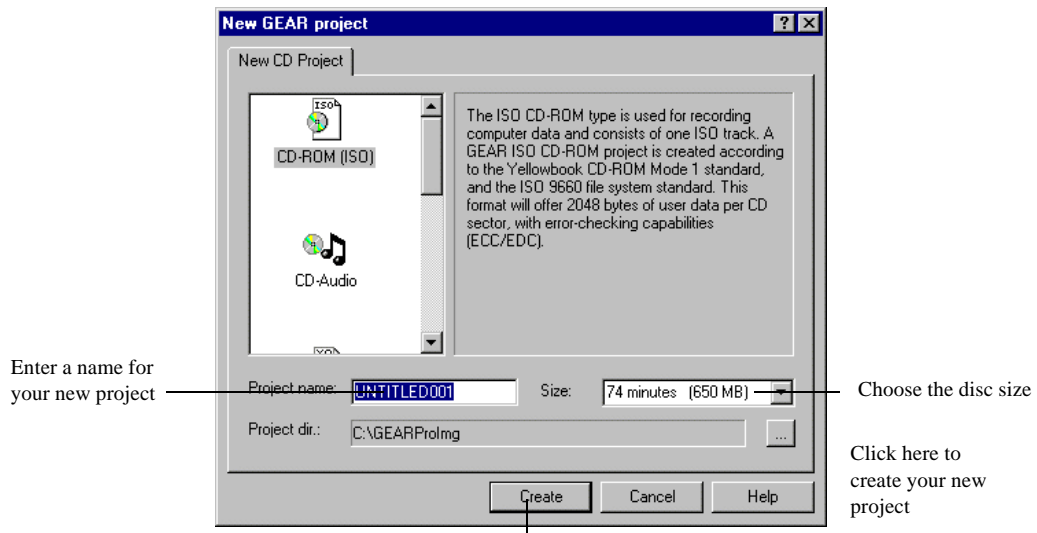 New GEAR project
New CD Project
ISO
CD-ROM (ISO)
CD-Audio
The ISO CD-ROM type is used for recording
computer data and consists of one ISO track. A
GEAR ISO CD-ROM project is created according
to the Yellowbook CD-ROM Mode 1 standard,
and the ISO 9660 file system standard. This
format will offer 2048 bytes of user data per CD
sector, with error-checking capabilities
(ECC/EDC).
Enter a name for
your new project
Project name: UNTITLED001 Size: 74 minutes (650 MB)
Choose the disc size
Project dir.: C:\GEARProImg ...
Click here to
create your new
project
Create Cancel Help